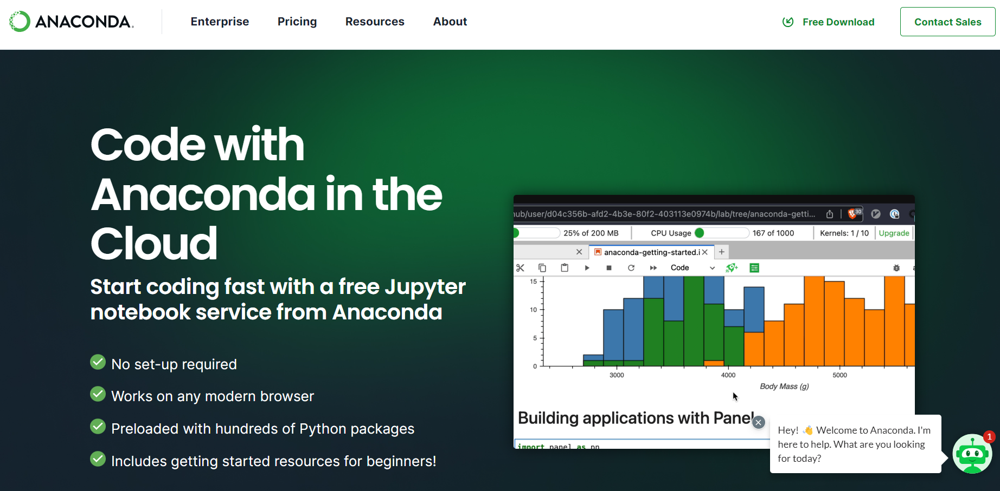 ANACONDA.
Enterprise
Pricing
Resources
About
Free Download
Contact Sales
Code with
Anaconda in the
Cloud
Start coding fast with a free Jupyter
notebook service from Anaconda
No set-up required
Works on any modern browser
Preloaded with hundreds of Python packages
Includes getting started resources for beginners!
/user/d04c356b-afd2-4b3e-80f2-403113e0974b/lab/tree/anaconda-getti...
30
25% of 200 MB
CPU Usage
167 of 1000
Kernels: 1 / 10
Upgrade
anaconda-getting-started.i
Code
15
10
5
0
3000
4000
5000
Body Mass (g)
Building applications with Panel
import panel as pn
Hey! 👋 Welcome to Anaconda. I'm
here to help. What are you looking
for today?
1